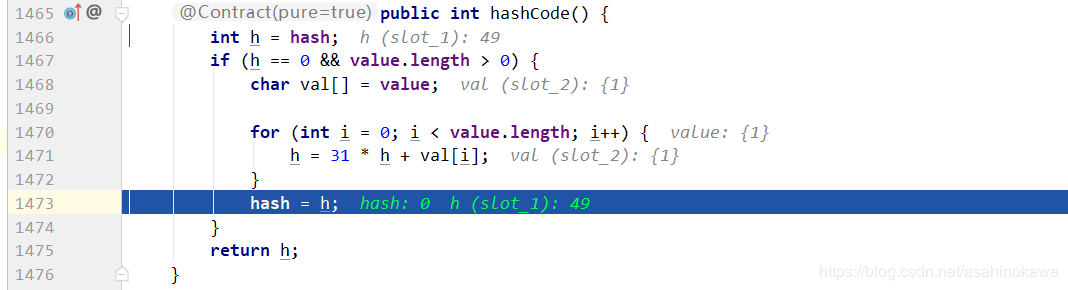 1465 @ @Contract(pure=true) public int hashCode() {
1466 int h = hash; h (slot_1): 49
1467 if (h == 0 && value.length > 0) {
1468 char val[] = value; val (slot_2): {1}
1469
1470 for (int i = 0; i < value.length; i++) { value: {1}
1471 h = 31 * h + val[i]; val (slot_2): {1}
1472 }
1473 hash = h; hash: 0 h (slot_1): 49
1474 }
1475 return h;
1476 }
https://blog.csdn.net/asahinokawa